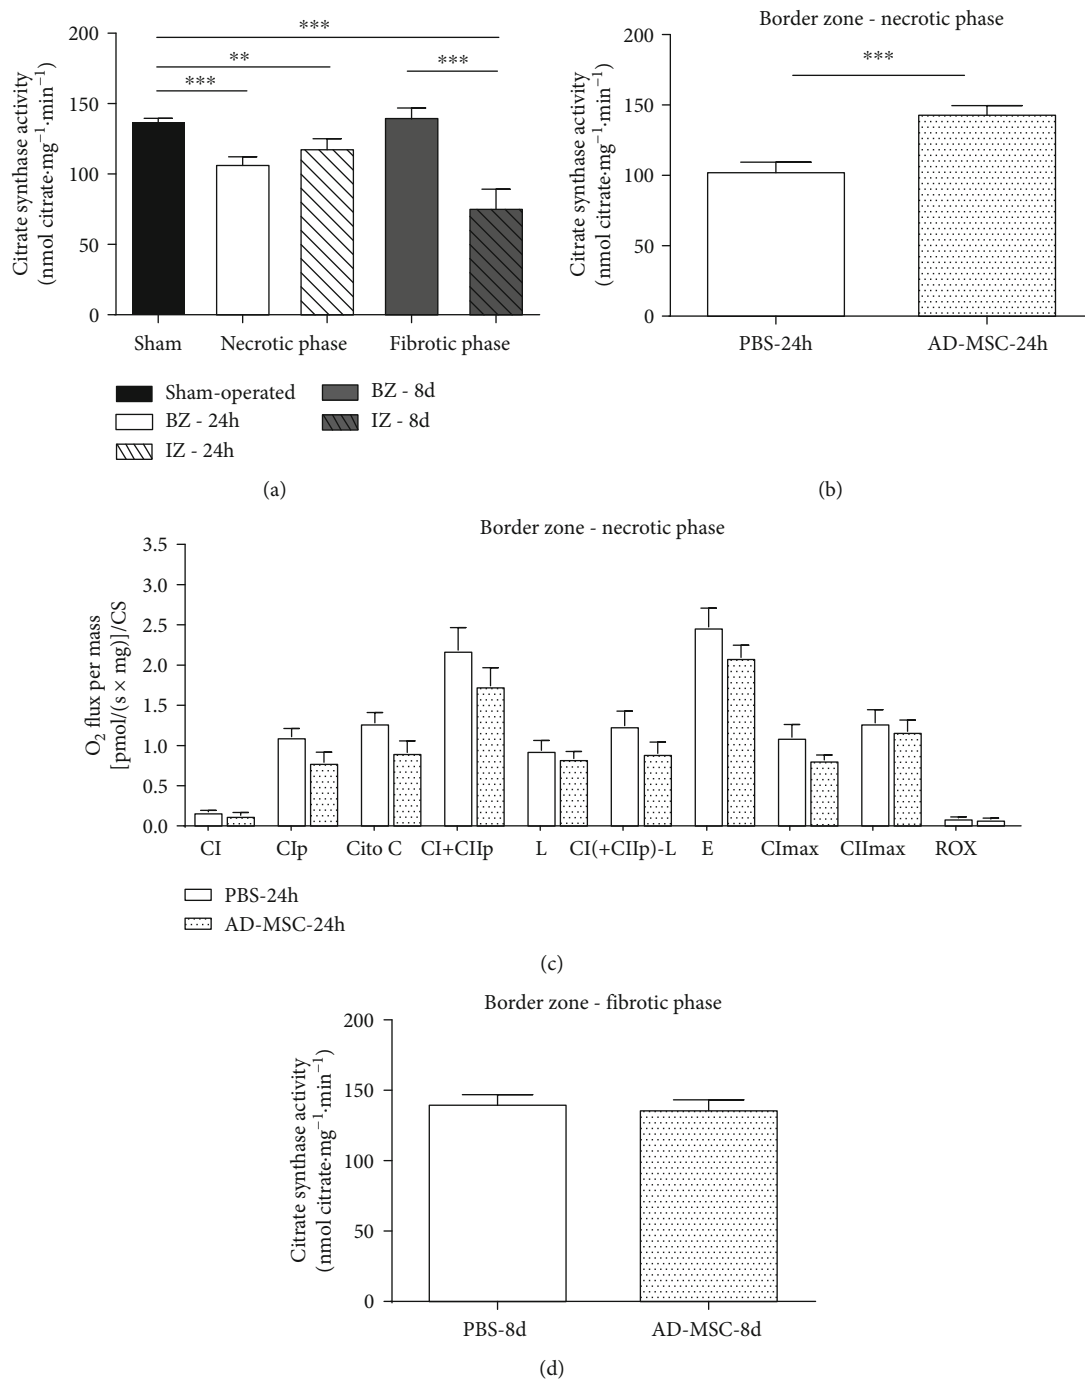 200
150
100
50
0
Citrate synthase activity
(nmol citrate·mg⁻¹·min⁻¹)
***
**
***
***
Sham
Necrotic phase
Fibrotic phase
Sham-operated
BZ - 24h
IZ - 24h
BZ - 8d
IZ - 8d
(a)
Border zone - necrotic phase
200
150
100
50
0
Citrate synthase activity
(nmol citrate·mg⁻¹·min⁻¹)
***
PBS-24h
AD-MSC-24h
(b)
Border zone - necrotic phase
3.5
3.0
2.5
2.0
1.5
1.0
0.5
0.0
O₂ flux per mass
[pmol/(s × mg)]/CS
CI
CIp
Cito C
CI+CIIp
L
CI(+CIIp)-L
E
CImax
CIImax
ROX
PBS-24h
AD-MSC-24h
(c)
Border zone - fibrotic phase
200
150
100
50
0
Citrate synthase activity
(nmol citrate·mg⁻¹·min⁻¹)
PBS-8d
AD-MSC-8d
(d)